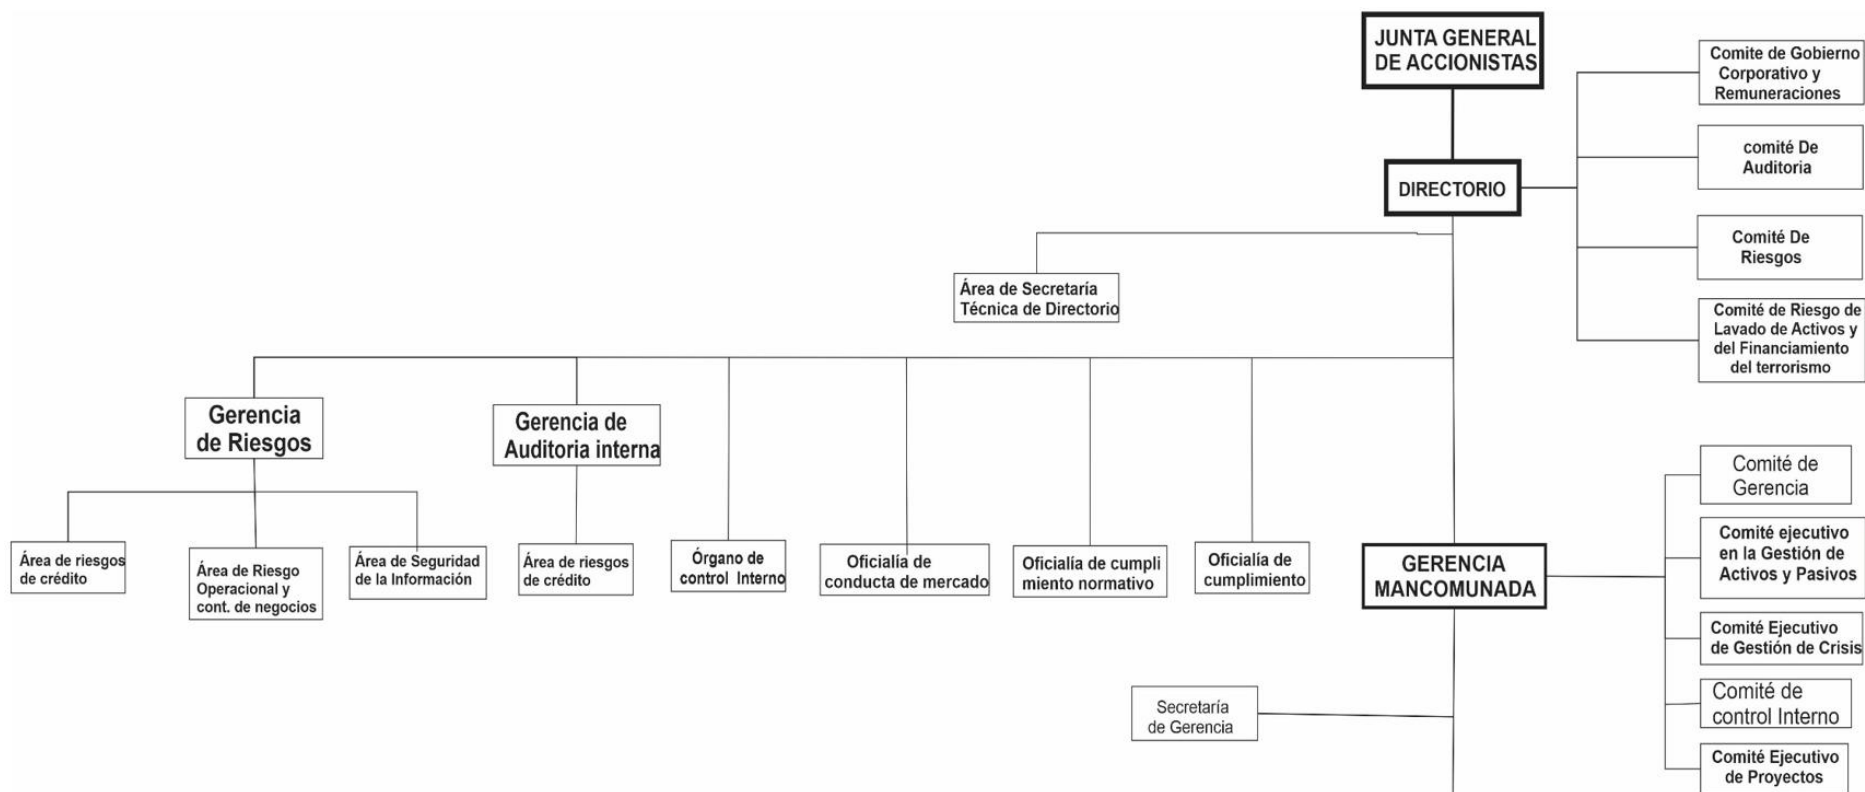 JUNTA GENERAL
DE ACCIONISTAS
Comite de Gobierno
Corporativo y
Remuneraciones
comité De
Auditoria
DIRECTORIO
Comité De
Riesgos
Área de Secretaría
Técnica de Directorio
Comité de Riesgo de
Lavado de Activos y
del Financiamiento
del terrorismo
Gerencia
de Riesgos
Gerencia de
Auditoria interna
Área de riesgos
de crédito
Área de Riesgo
Operacional y
cont. de negocios
Área de Seguridad
de la Información
Área de riesgos
de crédito
Órgano de
control Interno
Oficialía de
conducta de mercado
Oficialía de cumpli
miento normativo
Oficialía de
cumplimiento
GERENCIA
MANCOMUNADA
Comité de
Gerencia
Comité ejecutivo
en la Gestión de
Activos y Pasivos
Comité Ejecutivo
de Gestión de Crisis
Comité de
control Interno
Comité Ejecutivo
de Proyectos
Secretaría
de Gerencia